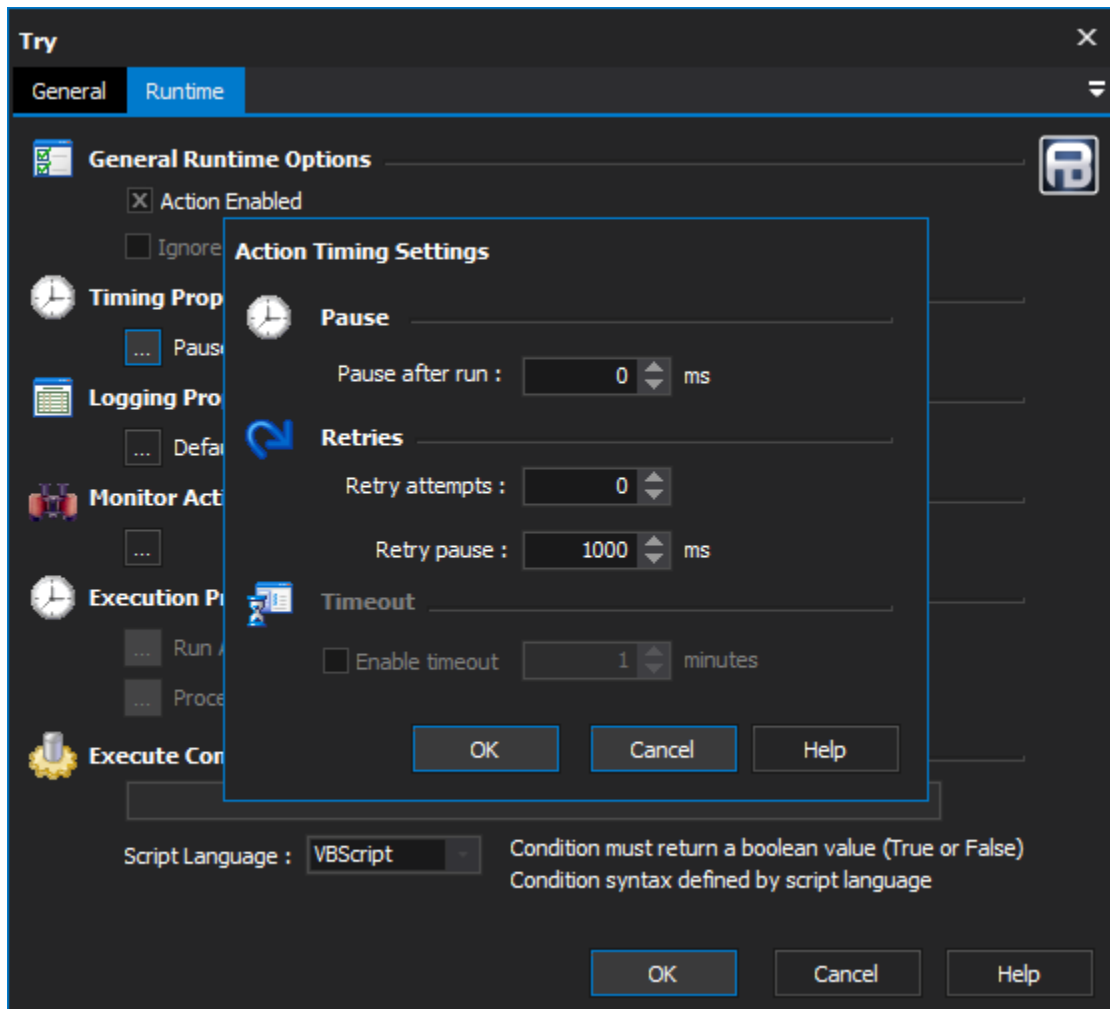 Try
General Runtime
General Runtime Options
Action Enabled
Ignore
Action Timing Settings
Timing Prop
Pause
Pause after run : 0 ms
Logging Pro
Retries
Retry attempts : 0
Monitor Act
Retry pause : 1000 ms
...
Execution
Timeout
... Run
Enable timeout 1 minutes
... Proce
OK Cancel Help
Execute Con
Script Language : VBScript
Condition must return a boolean value (True or False)
Condition syntax defined by script language
OK Cancel Help